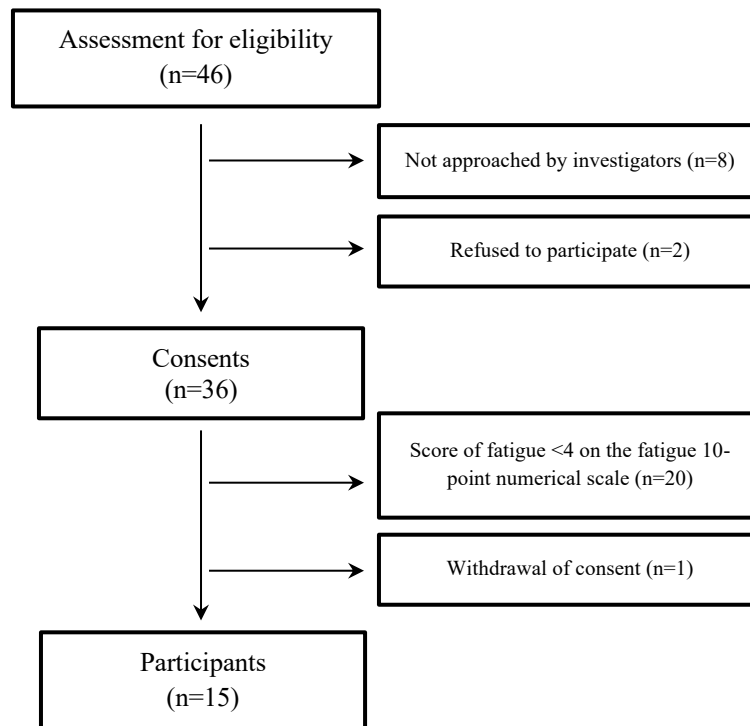 Assessment for eligibility
(n=46)
Not approached by investigators (n=8)
Refused to participate (n=2)
Consents
(n=36)
Score of fatigue <4 on the fatigue 10-
point numerical scale (n=20)
Withdrawal of consent (n=1)
Participants
(n=15)